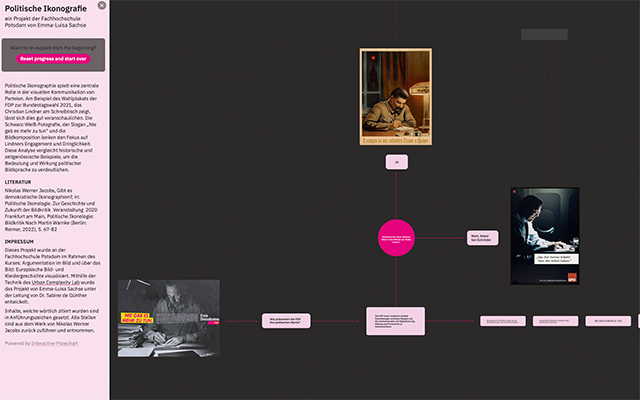 Politische Ikonografie
ein Projekt der Fachhochschule
Potsdam von Emma-Luisa Sachse
Want to re-explore from the beginning?
Reset progress and start over
Politische Ikonographie spielt eine zentrale
Rolle in der visuellen Kommunikation von
Parteien. Am Beispiel des Wahlplakats der
FDP zur Bundestagswahl 2021, das
Christian Lindner am Schreibtisch zeigt,
lässt sich dies gut veranschaulichen. Die
Schwarz-Weiß-Fotografie, der Slogan „Nie
gab es mehr zu tun“ und die
Bildkomposition lenken den Fokus auf
Lindners Engagement und Dringlichkeit.
Diese Analyse vergleicht historische und
zeitgenössische Beispiele, um die
Bedeutung und Wirkung politischer
Bildsprache zu verdeutlichen.
LITERATUR
Nikolas Werner Jacobs, Gibt es
demokratische Ikonographien?, in:
Politische Ikonologie. Zur Geschichte und
Zukunft der Bildkritik  Veranstaltung  2020
Frankfurt am Main, Politische Ikonologie:
Bildkritik Nach Martin Warnke (Berlin:
Reimer, 2022), S. 67-82
IMPRESSUM
Dieses Projekt wurde an der
Fachhochschule Potsdam im Rahmen des
Kurses: Argumentation im Bild und über das
Bild: Europäische Bild- und
Kleidergeschichte visualisiert. Mithilfe der
Technik des Urban Complexity Lab wurde
das Projekt von Emma-Luisa Sachse unter
der Leitung von Dr. Sabine de Günther
entwickelt.
Inhalte, welche wörtlich zitiert wurden sind
in Anführungszeichen gesetzt. Alle Stellen
sind aus dem Werk von Nikolas Werner
Jacobs zurück zuführen und entnommen.
Powered by Interactive Flowchart
Ja
Nein, lieber
bei Schröder
SPD
NIE GAB ES
MEHR ZU TUN.
Wie präsentiert die FDP
ihre politischen Werte?